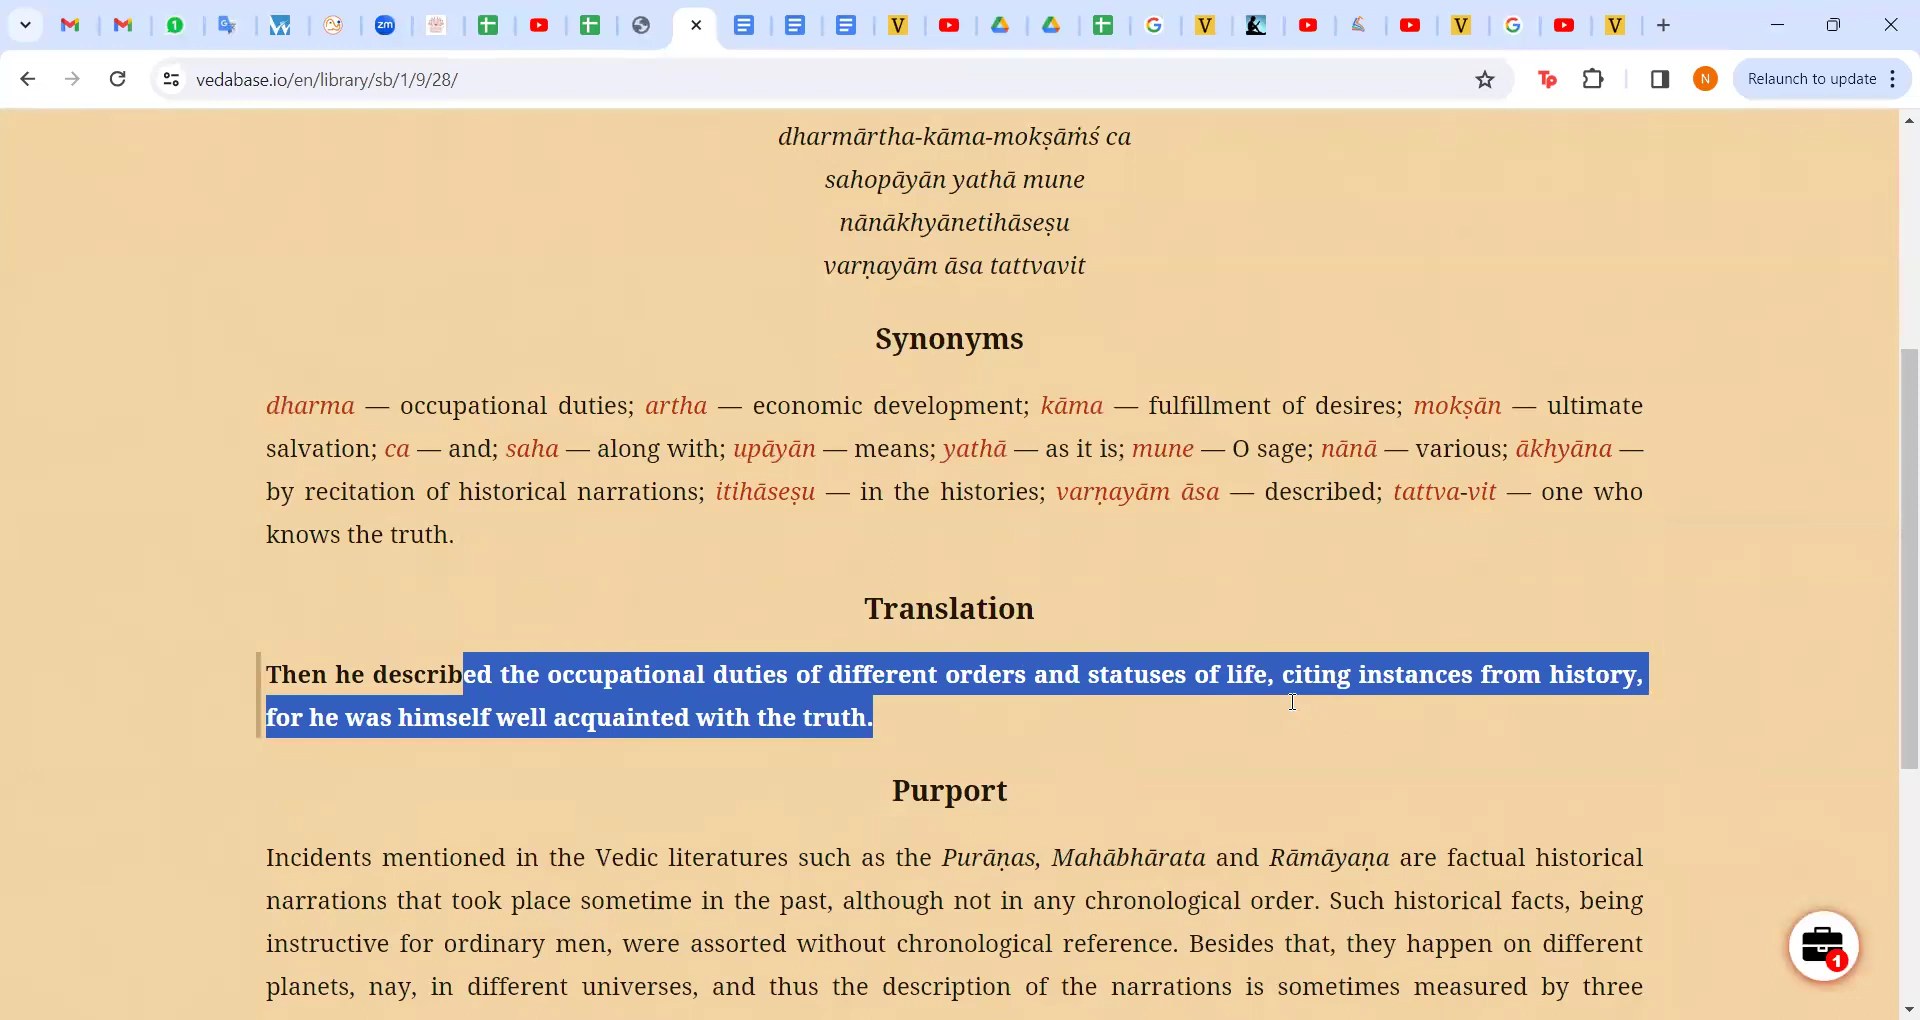 vedabase.io/en/library/sb/1/9/28/
Relaunch to update
dharmārtha-kāma-mokṣāṁś ca
sahopāyān yathā mune
nānākhyānetihāseṣu
varṇayām āsa tattvavit
Synonyms
dharma — occupational duties; artha — economic development; kāma — fulfillment of desires; mokṣān — ultimate
salvation; ca — and; saha — along with; upāyān — means; yathā — as it is; mune — O sage; nānā — various; ākhyāna —
by recitation of historical narrations; itihāseṣu — in the histories; varṇayām āsa — described; tattva-vit — one who
knows the truth.
Translation
Then he described the occupational duties of different orders and statuses of life, citing instances from history,
for he was himself well acquainted with the truth.
Purport
Incidents mentioned in the Vedic literatures such as the Purāṇas, Mahābhārata and Rāmāyaṇa are factual historical
narrations that took place sometime in the past, although not in any chronological order. Such historical facts, being
instructive for ordinary men, were assorted without chronological reference. Besides that, they happen on different
planets, nay, in different universes, and thus the description of the narrations is sometimes measured by three
1
N
Tp
zm
1